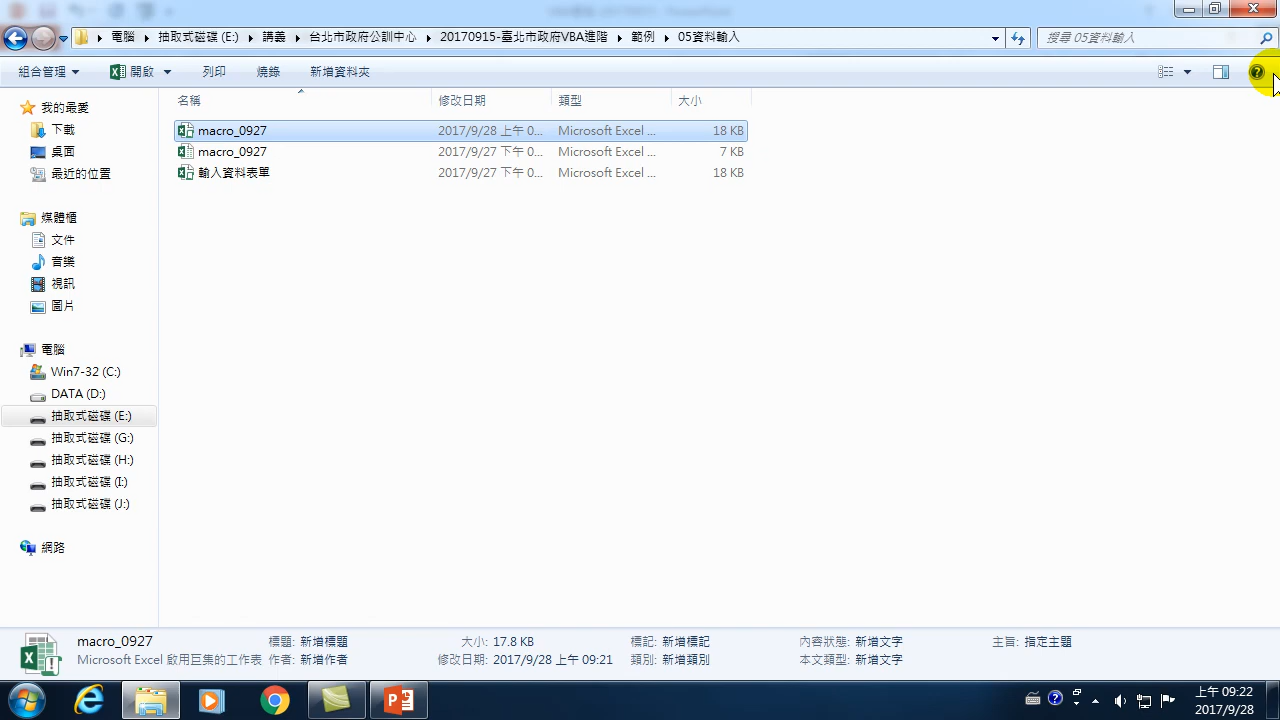 電腦 ▸ 抽取式磁碟 (E:) ▸ 講義 ▸ 台北市政府公訓中心 ▸ 20170915-臺北市政府VBA進階 ▸ 範例 ▸ 05資料輸入
搜尋 05資料輸入
組合管理 開啟 列印 燒錄 新增資料夾
名稱 修改日期 類型 大小
macro_0927 2017/9/28 上午 0... Microsoft Excel ... 18 KB
macro_0927 2017/9/27 下午 0... Microsoft Excel ... 7 KB
輸入資料表單 2017/9/27 下午 0... Microsoft Excel ... 18 KB
我的最愛
下載
桌面
最近的位置
媒體櫃
文件
音樂
視訊
圖片
電腦
Win7-32 (C:)
DATA (D:)
抽取式磁碟 (E:)
抽取式磁碟 (G:)
抽取式磁碟 (H:)
抽取式磁碟 (I:)
抽取式磁碟 (J:)
網路
macro_0927 標題: 新增標題 大小: 17.8 KB 標記: 新增標記 內容狀態: 新增文字 主旨: 指定主題
Microsoft Excel 啟用巨集的工作表 作者: 新增作者 修改日期: 2017/9/28 上午 09:21 類別: 新增類別 本文類型: 新增文字
上午 09:22
2017/9/28